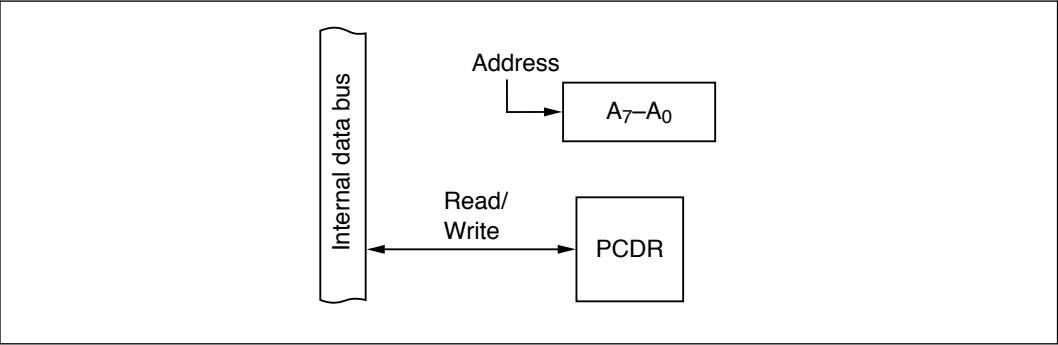 Internal data bus
Address
A₇–A₀
Read/
Write
PCDR